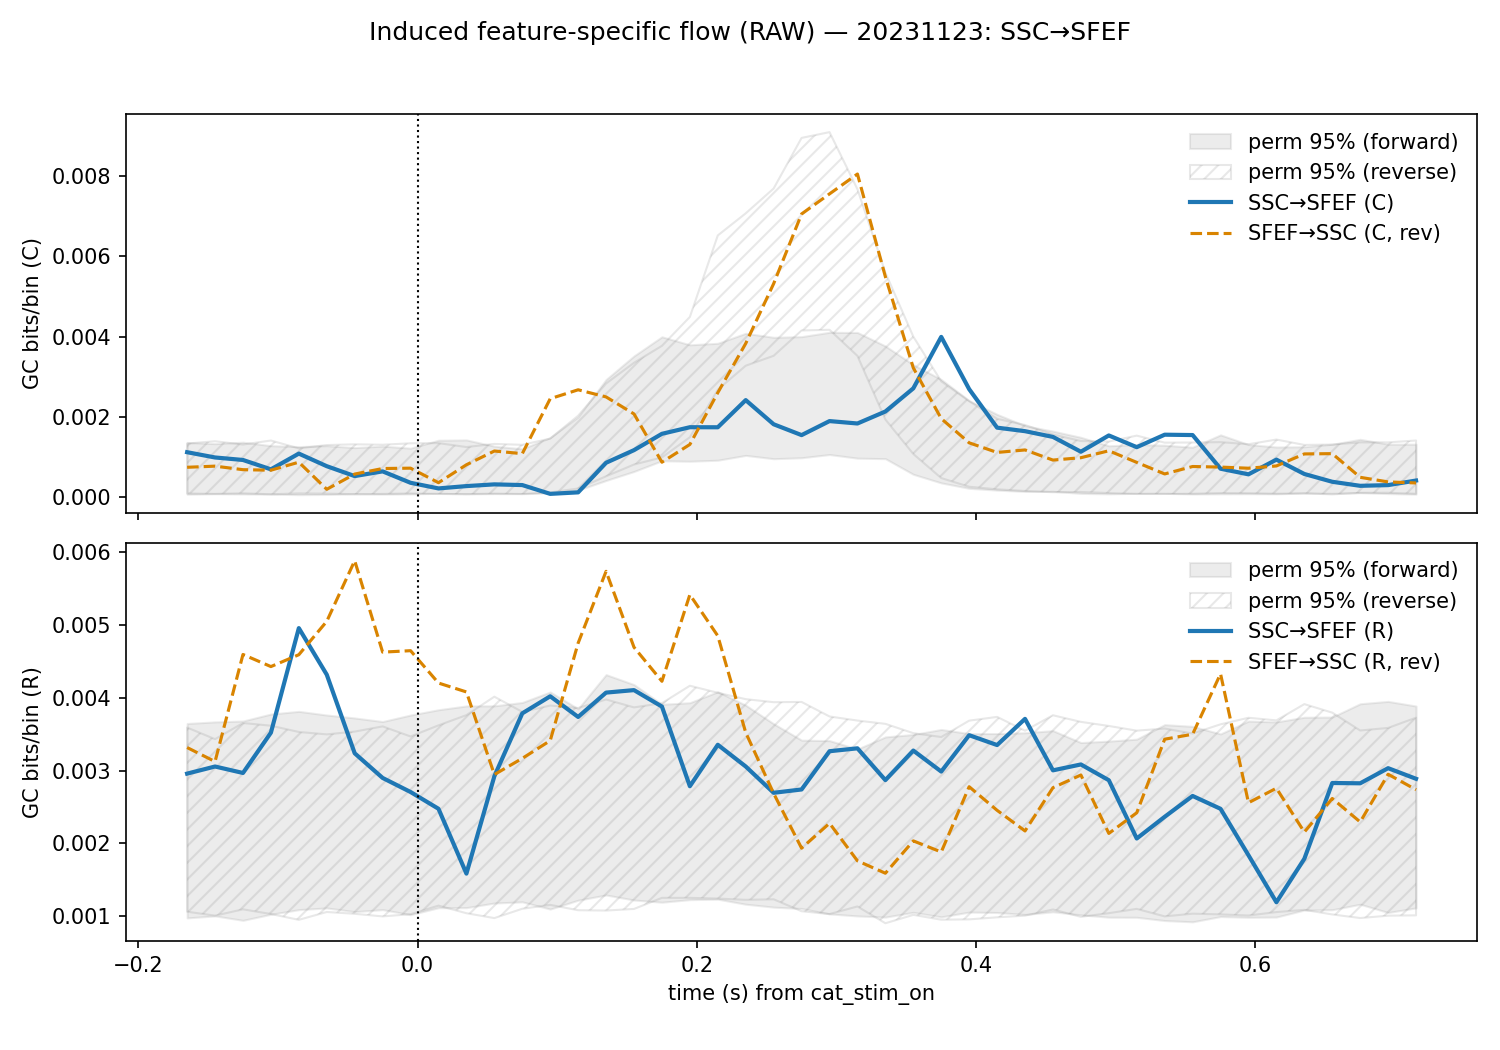 Induced feature-specific flow (RAW) — 20231123: SSC→SFEF
GC bits/bin (C)
0.008
0.006
0.004
0.002
0.000
perm 95% (forward)
perm 95% (reverse)
SSC→SFEF (C)
SFEF→SSC (C, rev)
GC bits/bin (R)
0.006
0.005
0.004
0.003
0.002
0.001
perm 95% (forward)
perm 95% (reverse)
SSC→SFEF (R)
SFEF→SSC (R, rev)
−0.2 0.0 0.2 0.4 0.6
time (s) from cat_stim_on